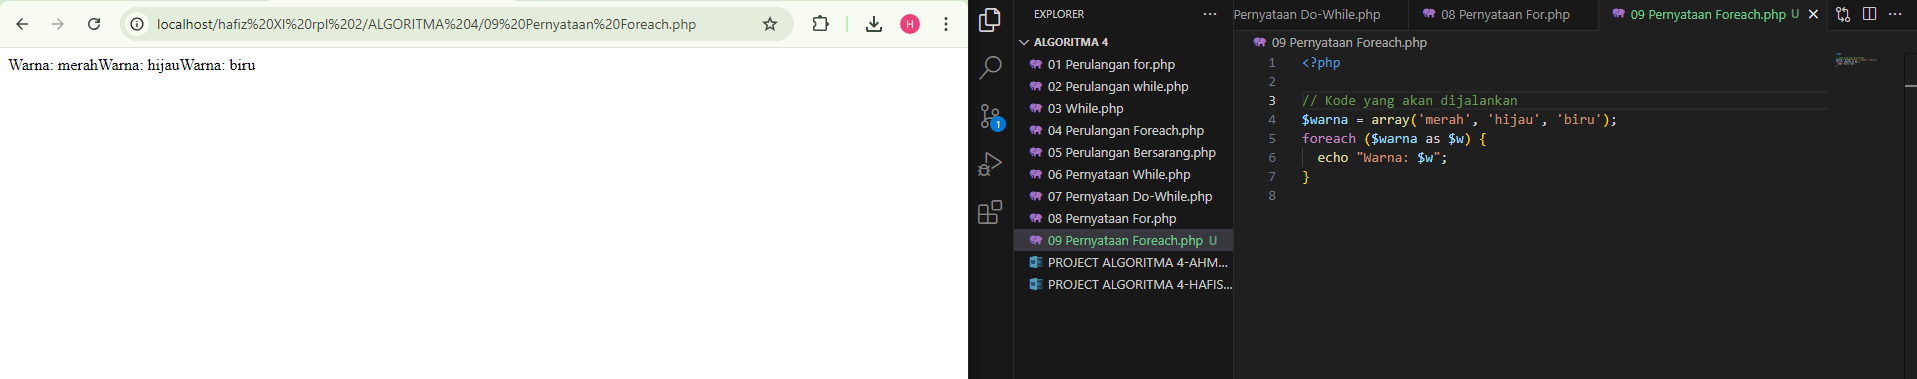 localhost/hafiz%20XI%20rpl%202/ALGORITMA%204/09%20Pernyataan%20Foreach.php
H
Warna: merahWarna: hijauWarna: biru
EXPLORER
ALGORITMA 4
01 Perulangan for.php
02 Perulangan while.php
03 While.php
04 Perulangan Foreach.php
05 Perulangan Bersarang.php
06 Pernyataan While.php
07 Pernyataan Do-While.php
08 Pernyataan For.php
09 Pernyataan Foreach.php U
PROJECT ALGORITMA 4-AHM...
PROJECT ALGORITMA 4-HAFIS...
1
Pernyataan Do-While.php
08 Pernyataan For.php
09 Pernyataan Foreach.php U
09 Pernyataan Foreach.php
1 <?php
2
3 // Kode yang akan dijalankan
4 $warna = array('merah', 'hijau', 'biru');
5 foreach ($warna as $w) {
6 echo "Warna: $w";
7 }
8